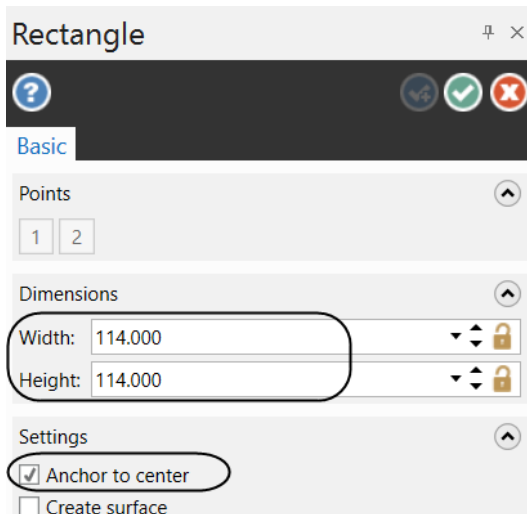 Rectangle
?
Basic
Points
1 2
Dimensions
Width: 114.000
Height: 114.000
Settings
Anchor to center
Create surface